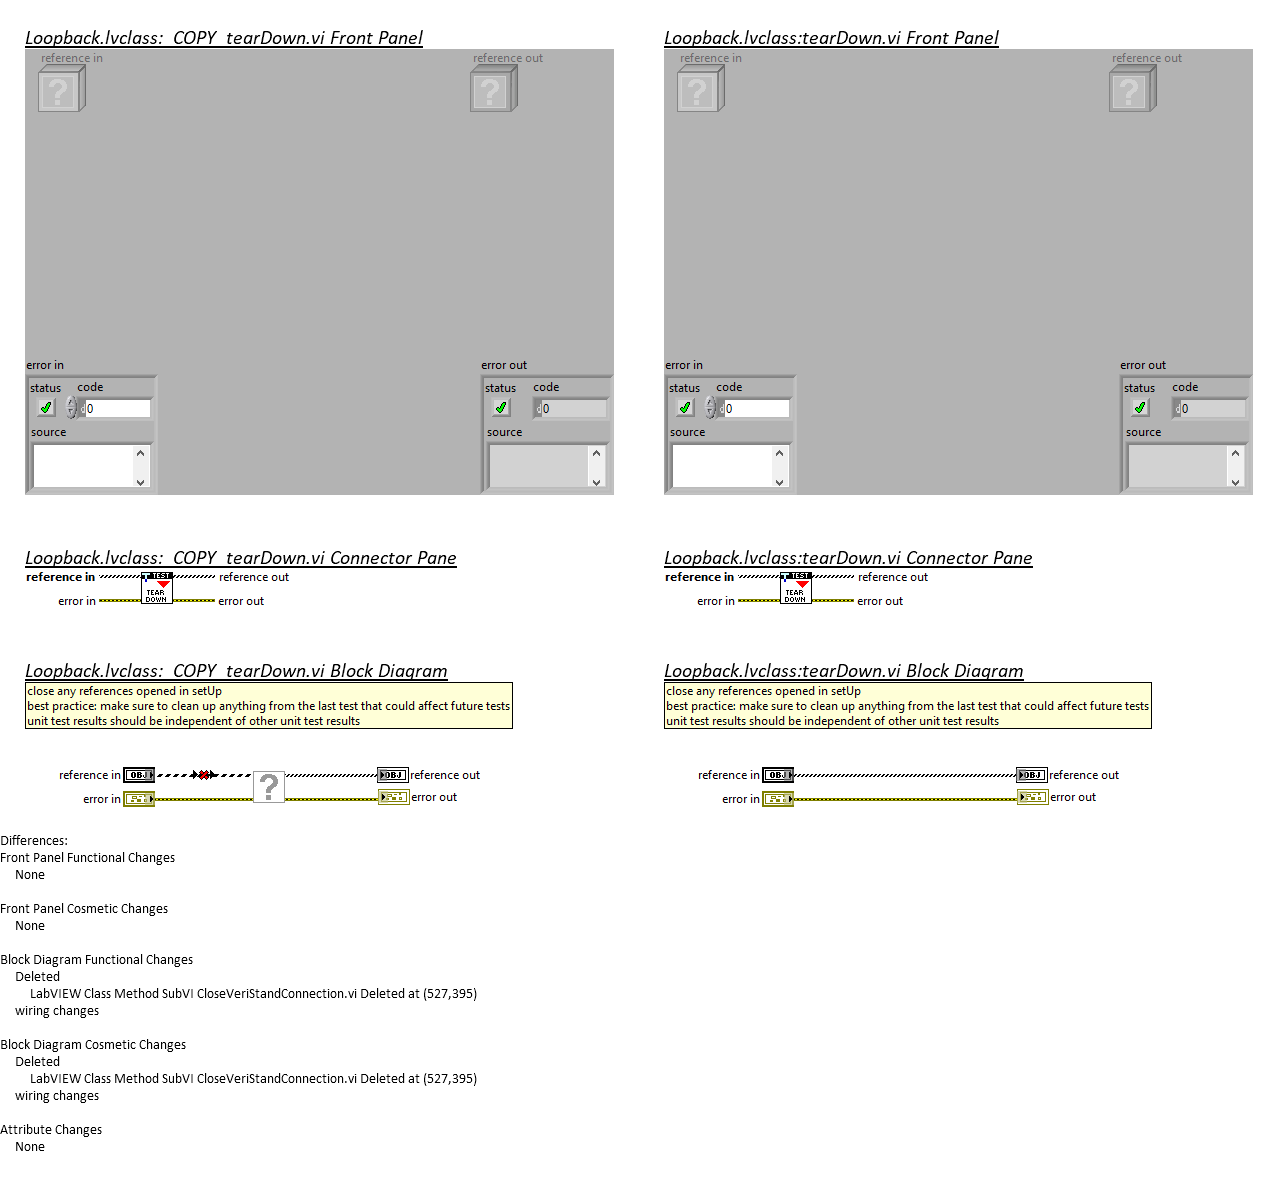 Loopback.lvclass:_COPY_tearDown.vi Front Panel
reference in
reference out
?
?
error in
status
code
d
0
source
error out
status
code
d
0
source
Loopback.lvclass:tearDown.vi Front Panel
reference in
reference out
?
?
error in
status
code
d
0
source
error out
status
code
d
0
source
Loopback.lvclass:_COPY_tearDown.vi Connector Pane
reference in
TEST
reference out
error in
TEAR
DOWN
error out
Loopback.lvclass:tearDown.vi Connector Pane
reference in
TEST
reference out
error in
TEAR
DOWN
error out
Loopback.lvclass:_COPY_tearDown.vi Block Diagram
close any references opened in setUp
best practice: make sure to clean up anything from the last test that could affect future tests
unit test results should be independent of other unit test results
reference in
OBJ
?
OBJ
reference out
error in
error out
Loopback.lvclass:tearDown.vi Block Diagram
close any references opened in setUp
best practice: make sure to clean up anything from the last test that could affect future tests
unit test results should be independent of other unit test results
reference in
OBJ
OBJ
reference out
error in
error out
Differences:
Front Panel Functional Changes
None
Front Panel Cosmetic Changes
None
Block Diagram Functional Changes
Deleted
LabVIEW Class Method SubVI CloseVeriStandConnection.vi Deleted at (527,395)
wiring changes
Block Diagram Cosmetic Changes
Deleted
LabVIEW Class Method SubVI CloseVeriStandConnection.vi Deleted at (527,395)
wiring changes
Attribute Changes
None